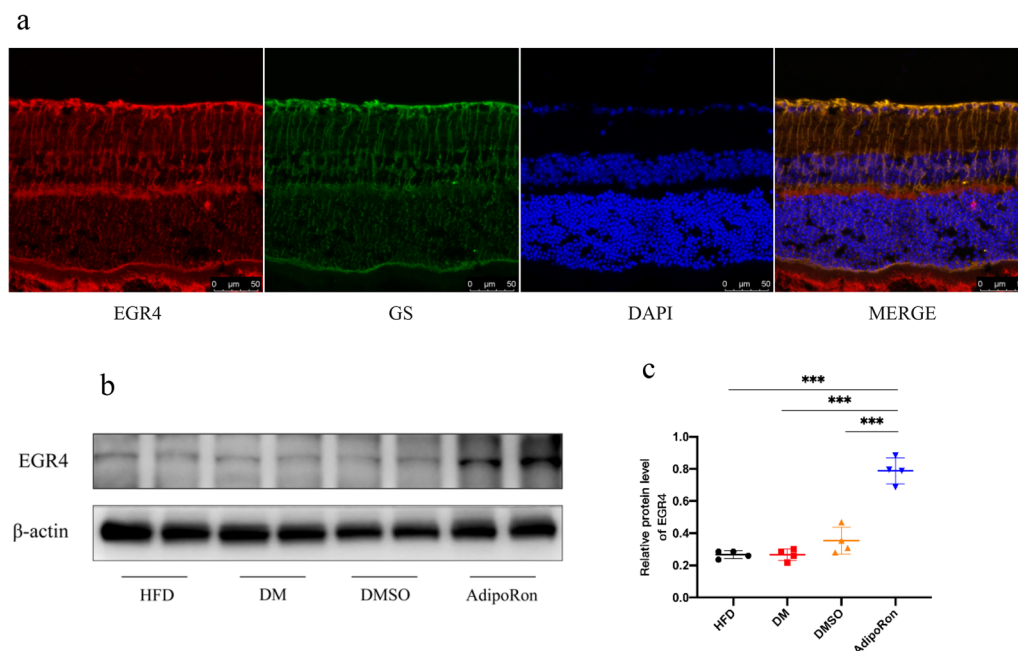 a
0 µm 50
0 µm 50
0 µm 50
0 µm 50
EGR4 GS DAPI MERGE
b
EGR4
β-actin
HFD DM DMSO AdipoRon
c
***
***
***
Relative protein level
of EGR4
1.0
0.8
0.6
0.4
0.2
0.0
HFD
DM
DMSO
AdipoRon